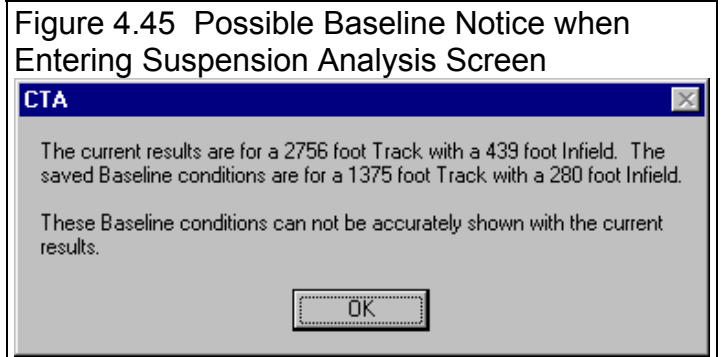 Figure 4.45  Possible Baseline Notice when
Entering Suspension Analysis Screen
CTA
The current results are for a 2756 foot Track with a 439 foot Infield.  The
saved Baseline conditions are for a 1375 foot Track with a 280 foot Infield.
These Baseline conditions can not be accurately shown with the current
results.
OK